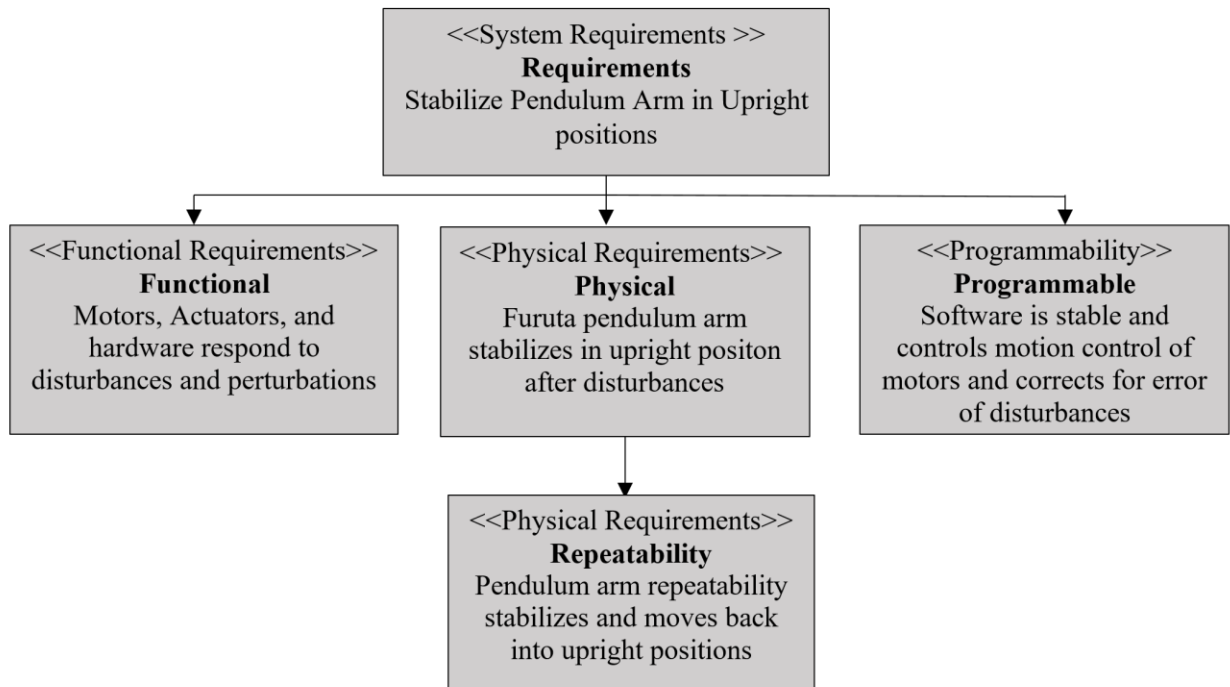 <<System Requirements >>
Requirements
Stabilize Pendulum Arm in Upright
positions
<<Functional Requirements>>
Functional
Motors, Actuators, and
hardware respond to
disturbances and perturbations
<<Physical Requirements>>
Physical
Furuta pendulum arm
stabilizes in upright positon
after disturbances
<<Programmability>>
Programmable
Software is stable and
controls motion control of
motors and corrects for error
of disturbances
<<Physical Requirements>>
Repeatability
Pendulum arm repeatability
stabilizes and moves back
into upright positions